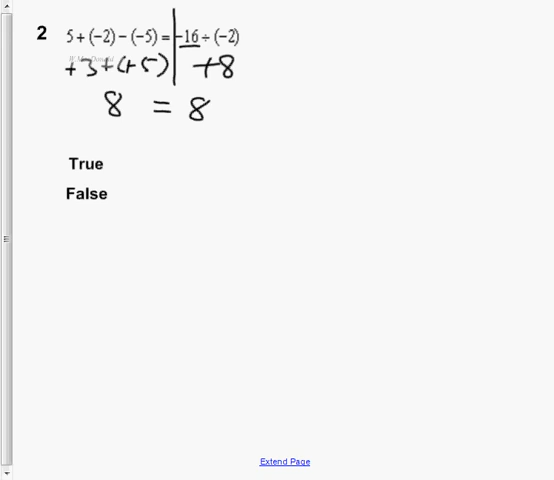 2 5 + (−2) − (−5) = −16 ÷ (−2)
+3 + (+5) +8
8 = 8
True
False
Extend Page